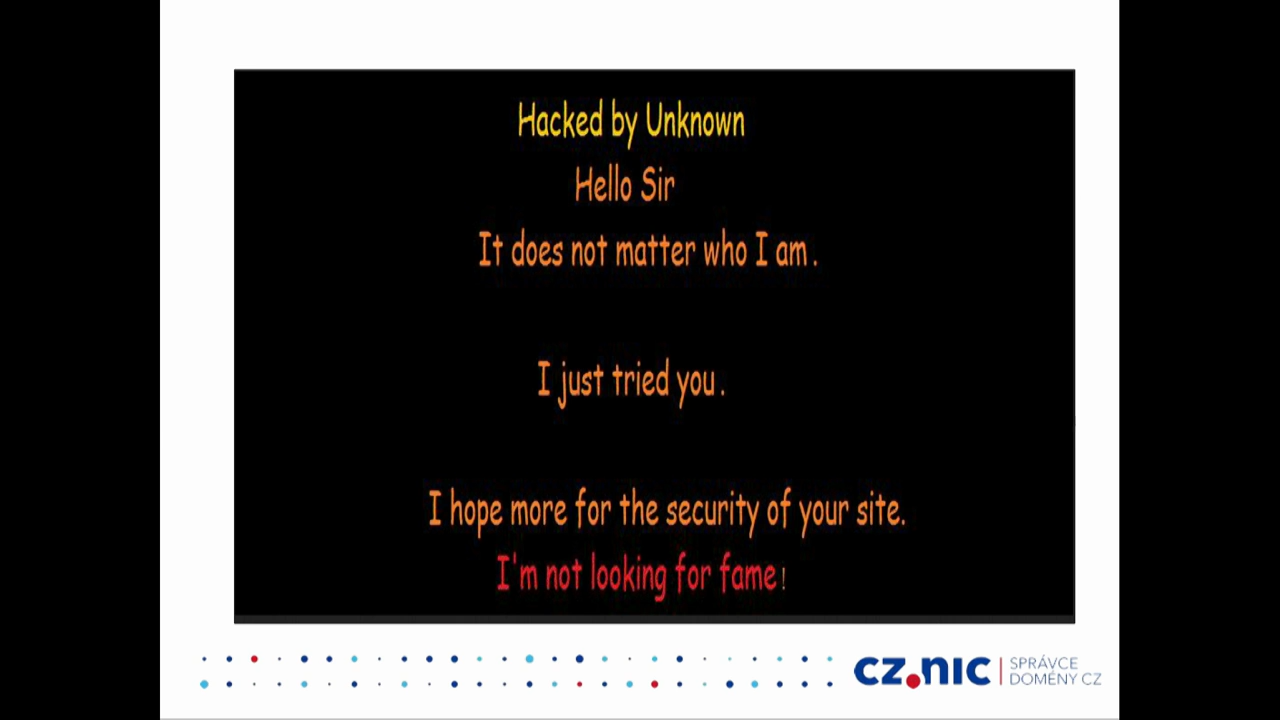 Hacked by Unknown
Hello Sir
It does not matter who I am .
I just tried you .
I hope more for the security of your site.
I'm not looking for fame !
CZ.NIC
SPRÁVCE
DOMÉNY CZ